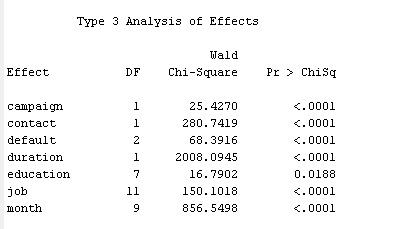 Type 3 Analysis of Effects
Wald
Effect DF Chi-Square Pr > ChiSq
campaign 1 25.4270 <.0001
contact 1 280.7419 <.0001
default 2 68.3916 <.0001
duration 1 2008.0945 <.0001
education 7 16.7902 0.0188
job 11 150.1018 <.0001
month 9 856.5498 <.0001